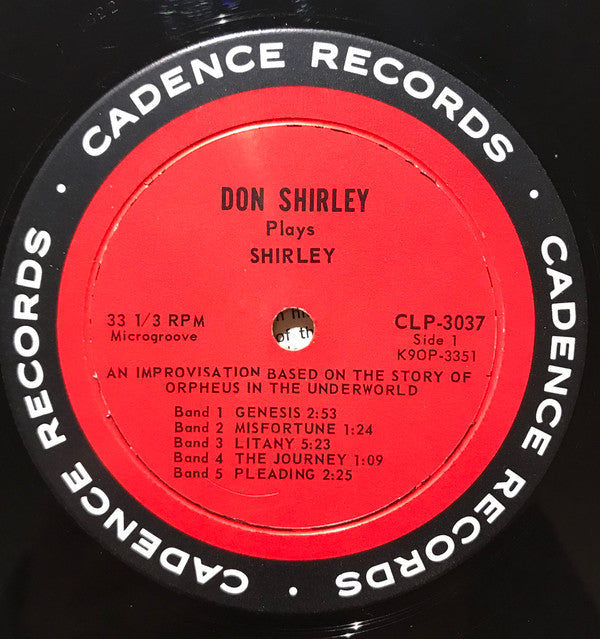 CADENCE RECORDS
CADENCE RECORDS
CADENCE RECORDS
CADENCE RECORDS
DON SHIRLEY
Plays
SHIRLEY
33 1/3 RPM
Microgroove
CLP-3037
Side 1
K9OP-3351
AN IMPROVISATION BASED ON THE STORY OF
ORPHEUS IN THE UNDERWORLD
Band 1 GENESIS 2:53
Band 2 MISFORTUNE 1:24
Band 3 LITANY 5:23
Band 4 THE JOURNEY 1:09
Band 5 PLEADING 2:25